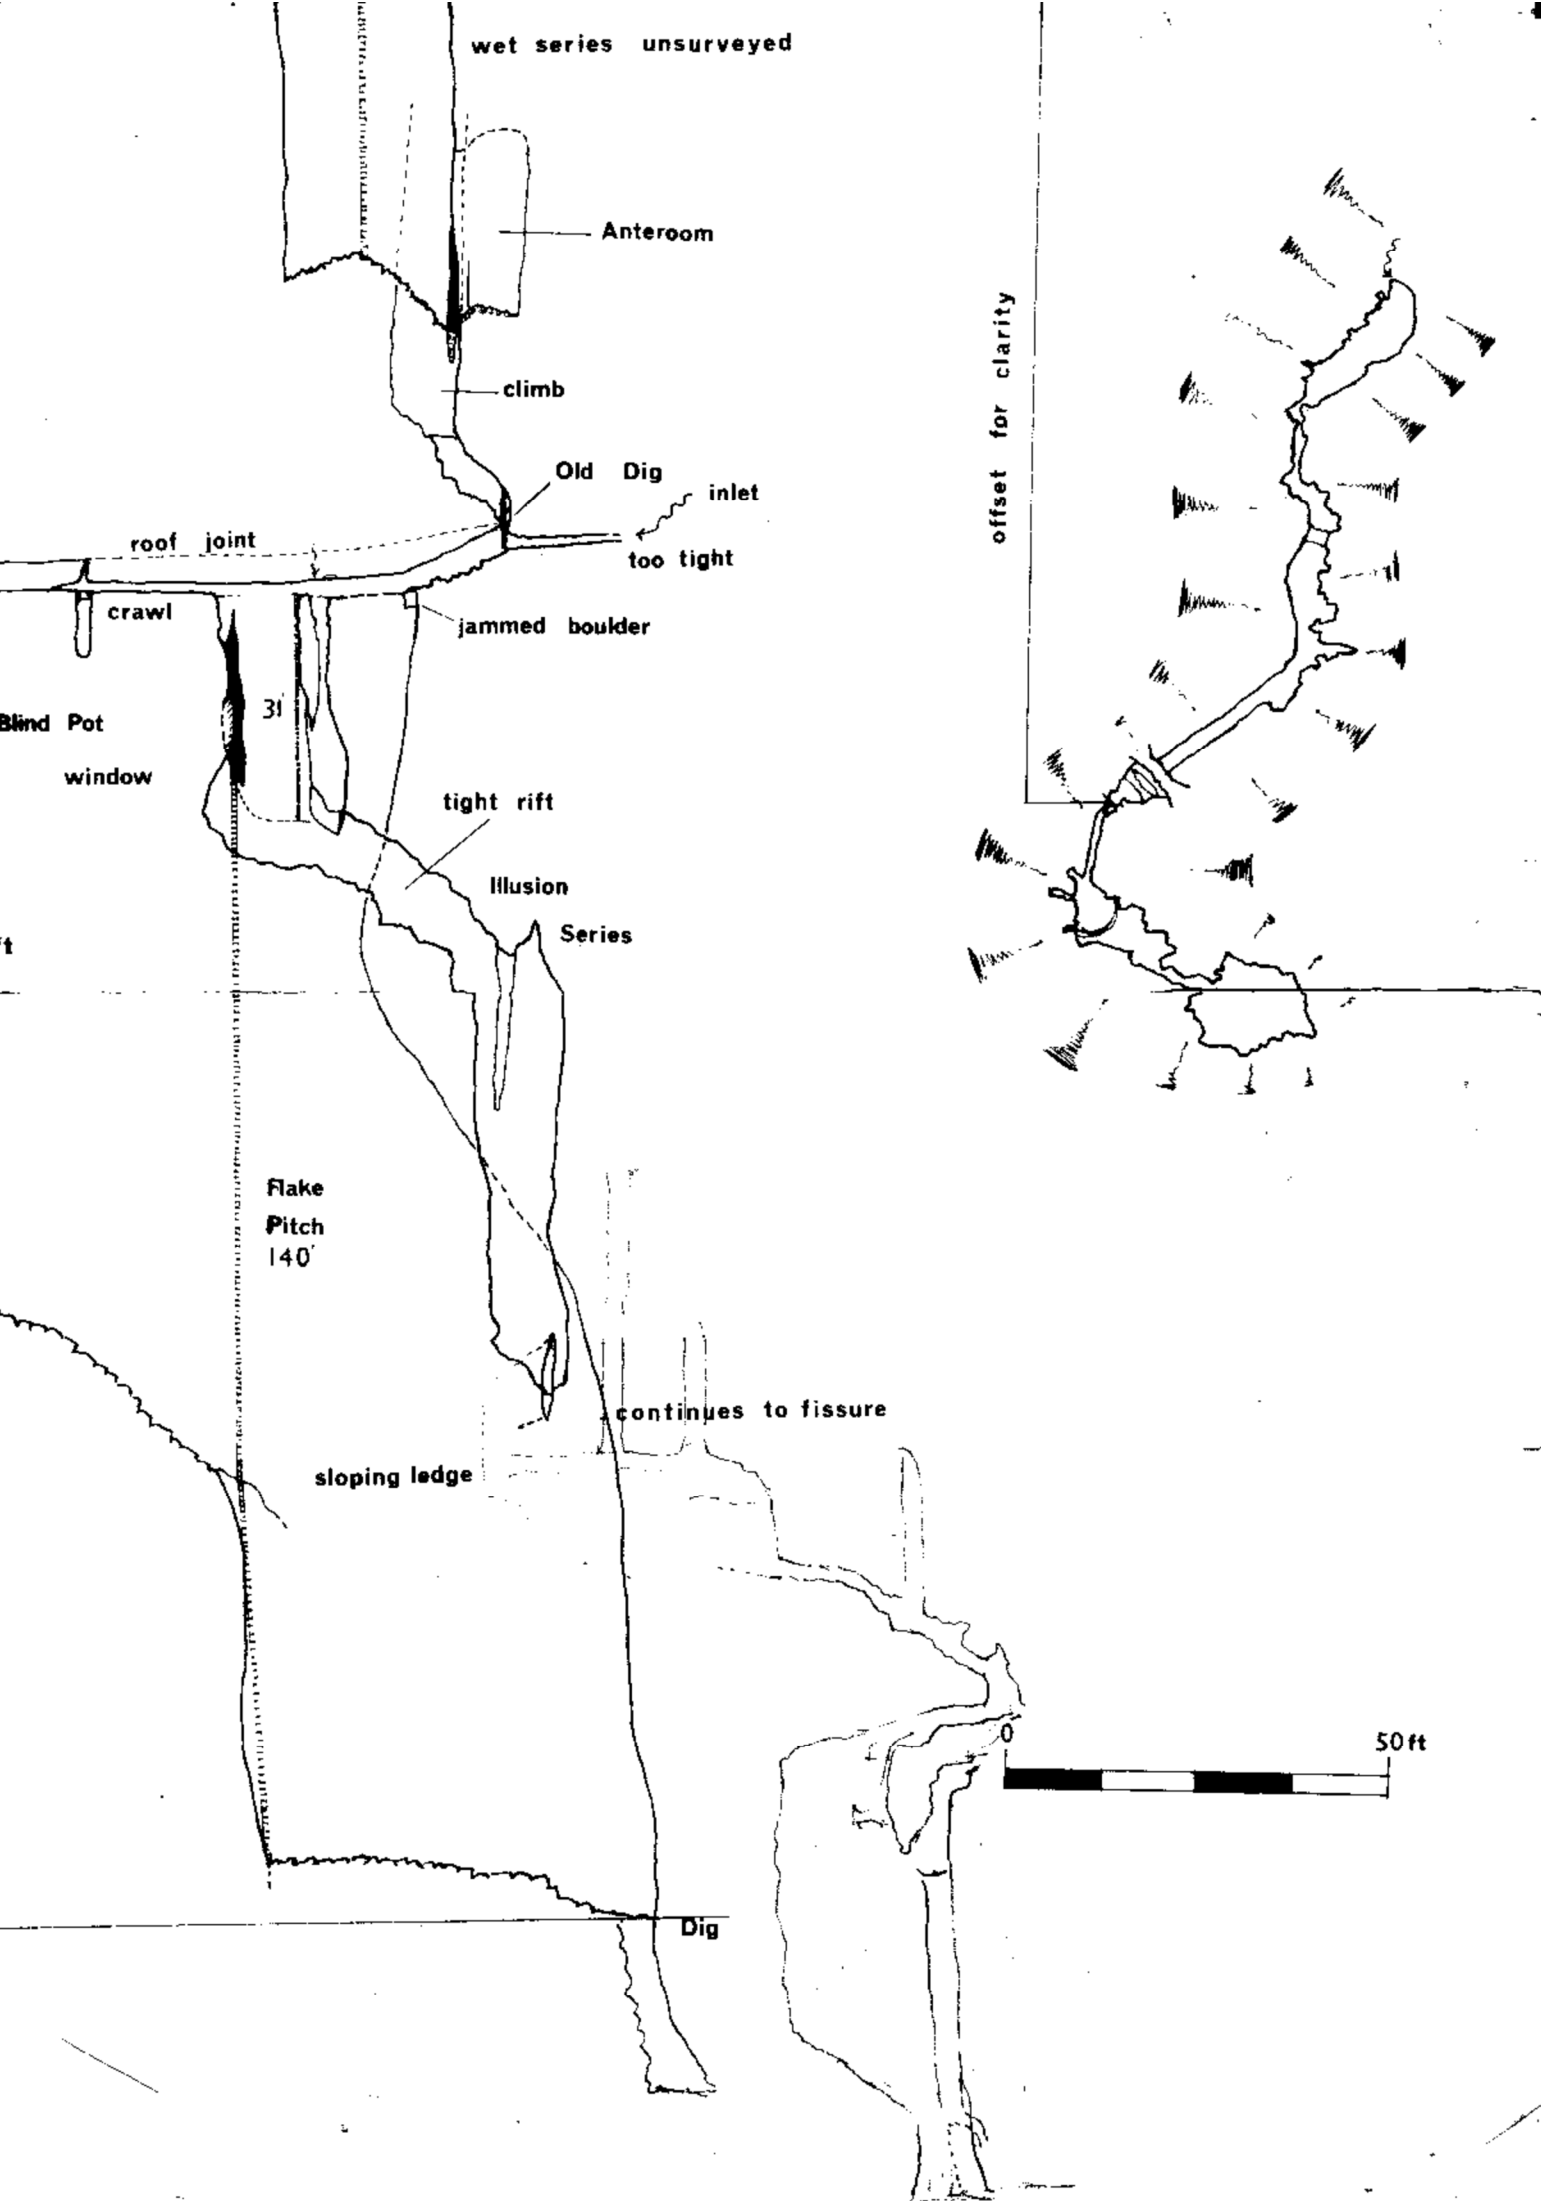 wet series unsurveyed
Anteroom
offset for clarity
climb
Old Dig
inlet
roof joint
too tight
crawl
jammed boulder
31'
Blind Pot
window
tight rift
Illusion
Series
Flake
Pitch
140'
continues to fissure
sloping ledge
0
50ft
Dig